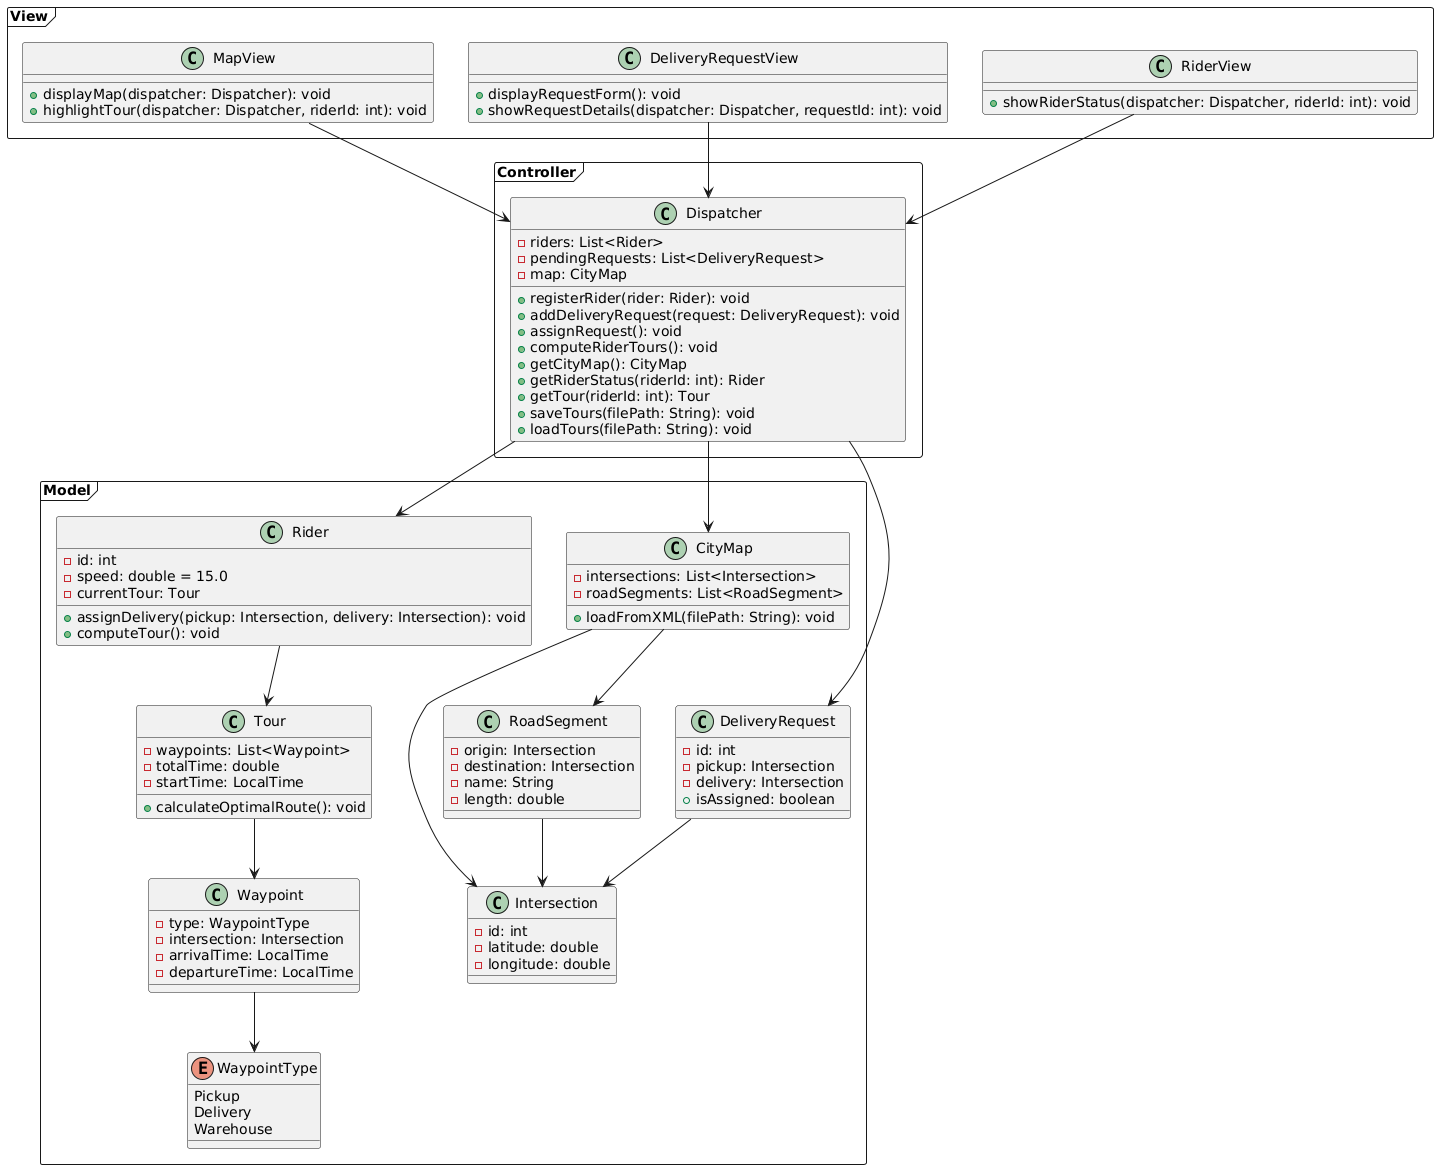 View
C MapView
displayMap(dispatcher: Dispatcher): void
highlightTour(dispatcher: Dispatcher, riderId: int): void
C DeliveryRequestView
displayRequestForm(): void
showRequestDetails(dispatcher: Dispatcher, requestId: int): void
C RiderView
showRiderStatus(dispatcher: Dispatcher, riderId: int): void
Controller
C Dispatcher
riders: List<Rider>
pendingRequests: List<DeliveryRequest>
map: CityMap
registerRider(rider: Rider): void
addDeliveryRequest(request: DeliveryRequest): void
assignRequest(): void
computeRiderTours(): void
getCityMap(): CityMap
getRiderStatus(riderId: int): Rider
getTour(riderId: int): Tour
saveTours(filePath: String): void
loadTours(filePath: String): void
Model
C Rider
id: int
speed: double = 15.0
currentTour: Tour
assignDelivery(pickup: Intersection, delivery: Intersection): void
computeTour(): void
C CityMap
intersections: List<Intersection>
roadSegments: List<RoadSegment>
loadFromXML(filePath: String): void
C Tour
waypoints: List<Waypoint>
totalTime: double
startTime: LocalTime
calculateOptimalRoute(): void
C RoadSegment
origin: Intersection
destination: Intersection
name: String
length: double
C DeliveryRequest
id: int
pickup: Intersection
delivery: Intersection
isAssigned: boolean
C Waypoint
type: WaypointType
intersection: Intersection
arrivalTime: LocalTime
departureTime: LocalTime
C Intersection
id: int
latitude: double
longitude: double
E WaypointType
Pickup
Delivery
Warehouse